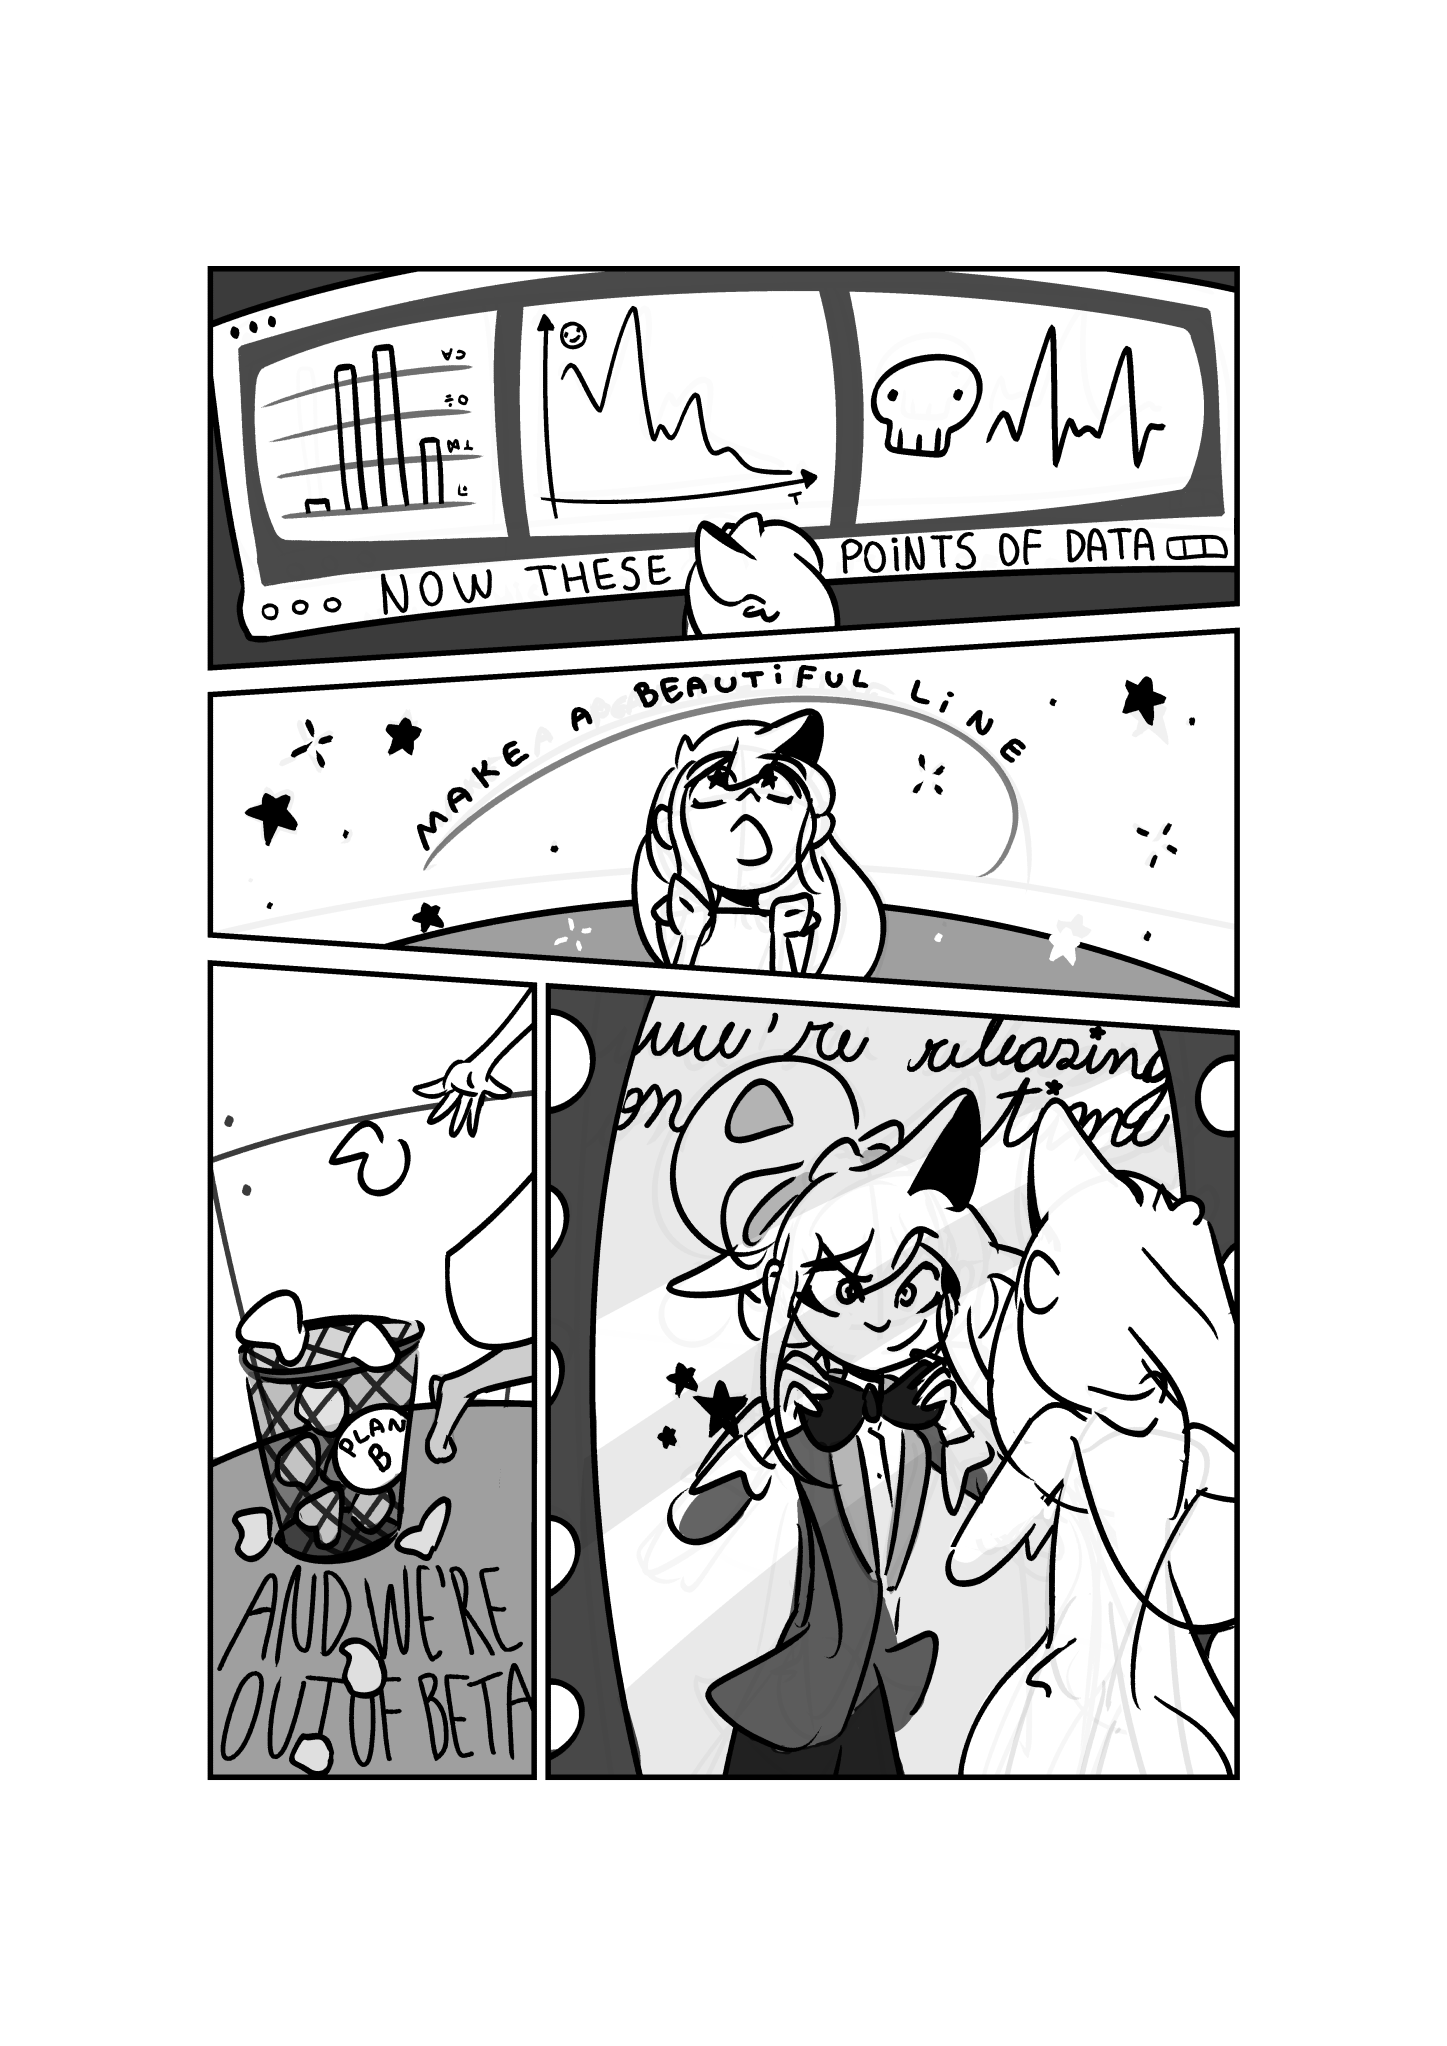 NOW THESE POINTS OF DATA
T
MAKE A BEAUTIFUL LINE
PLAN
B
AND WE'RE
OUT OF BETA
we're releasing
on time